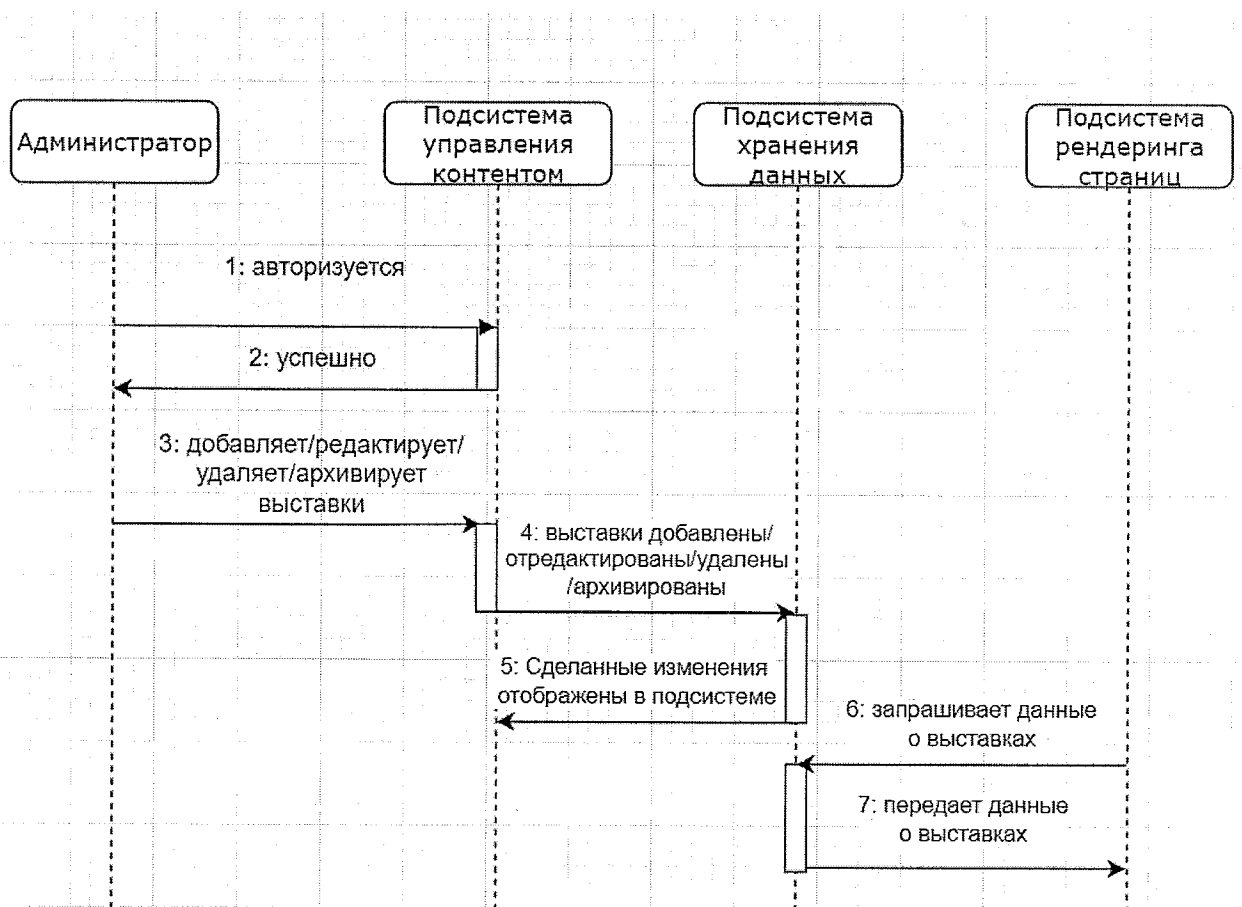 Администратор
Подсистема
управления
контентом
Подсистема
хранения
данных
Подсистема
рендеринга
страниц
1: авторизуется
2: успешно
3: добавляет/редактирует/
удаляет/архивирует
выставки
4: выставки добавлены/
отредактированы/удалены
/архивированы
5: Сделанные изменения
отображены в подсистеме
6: запрашивает данные
о выставках
7: передает данные
о выставках